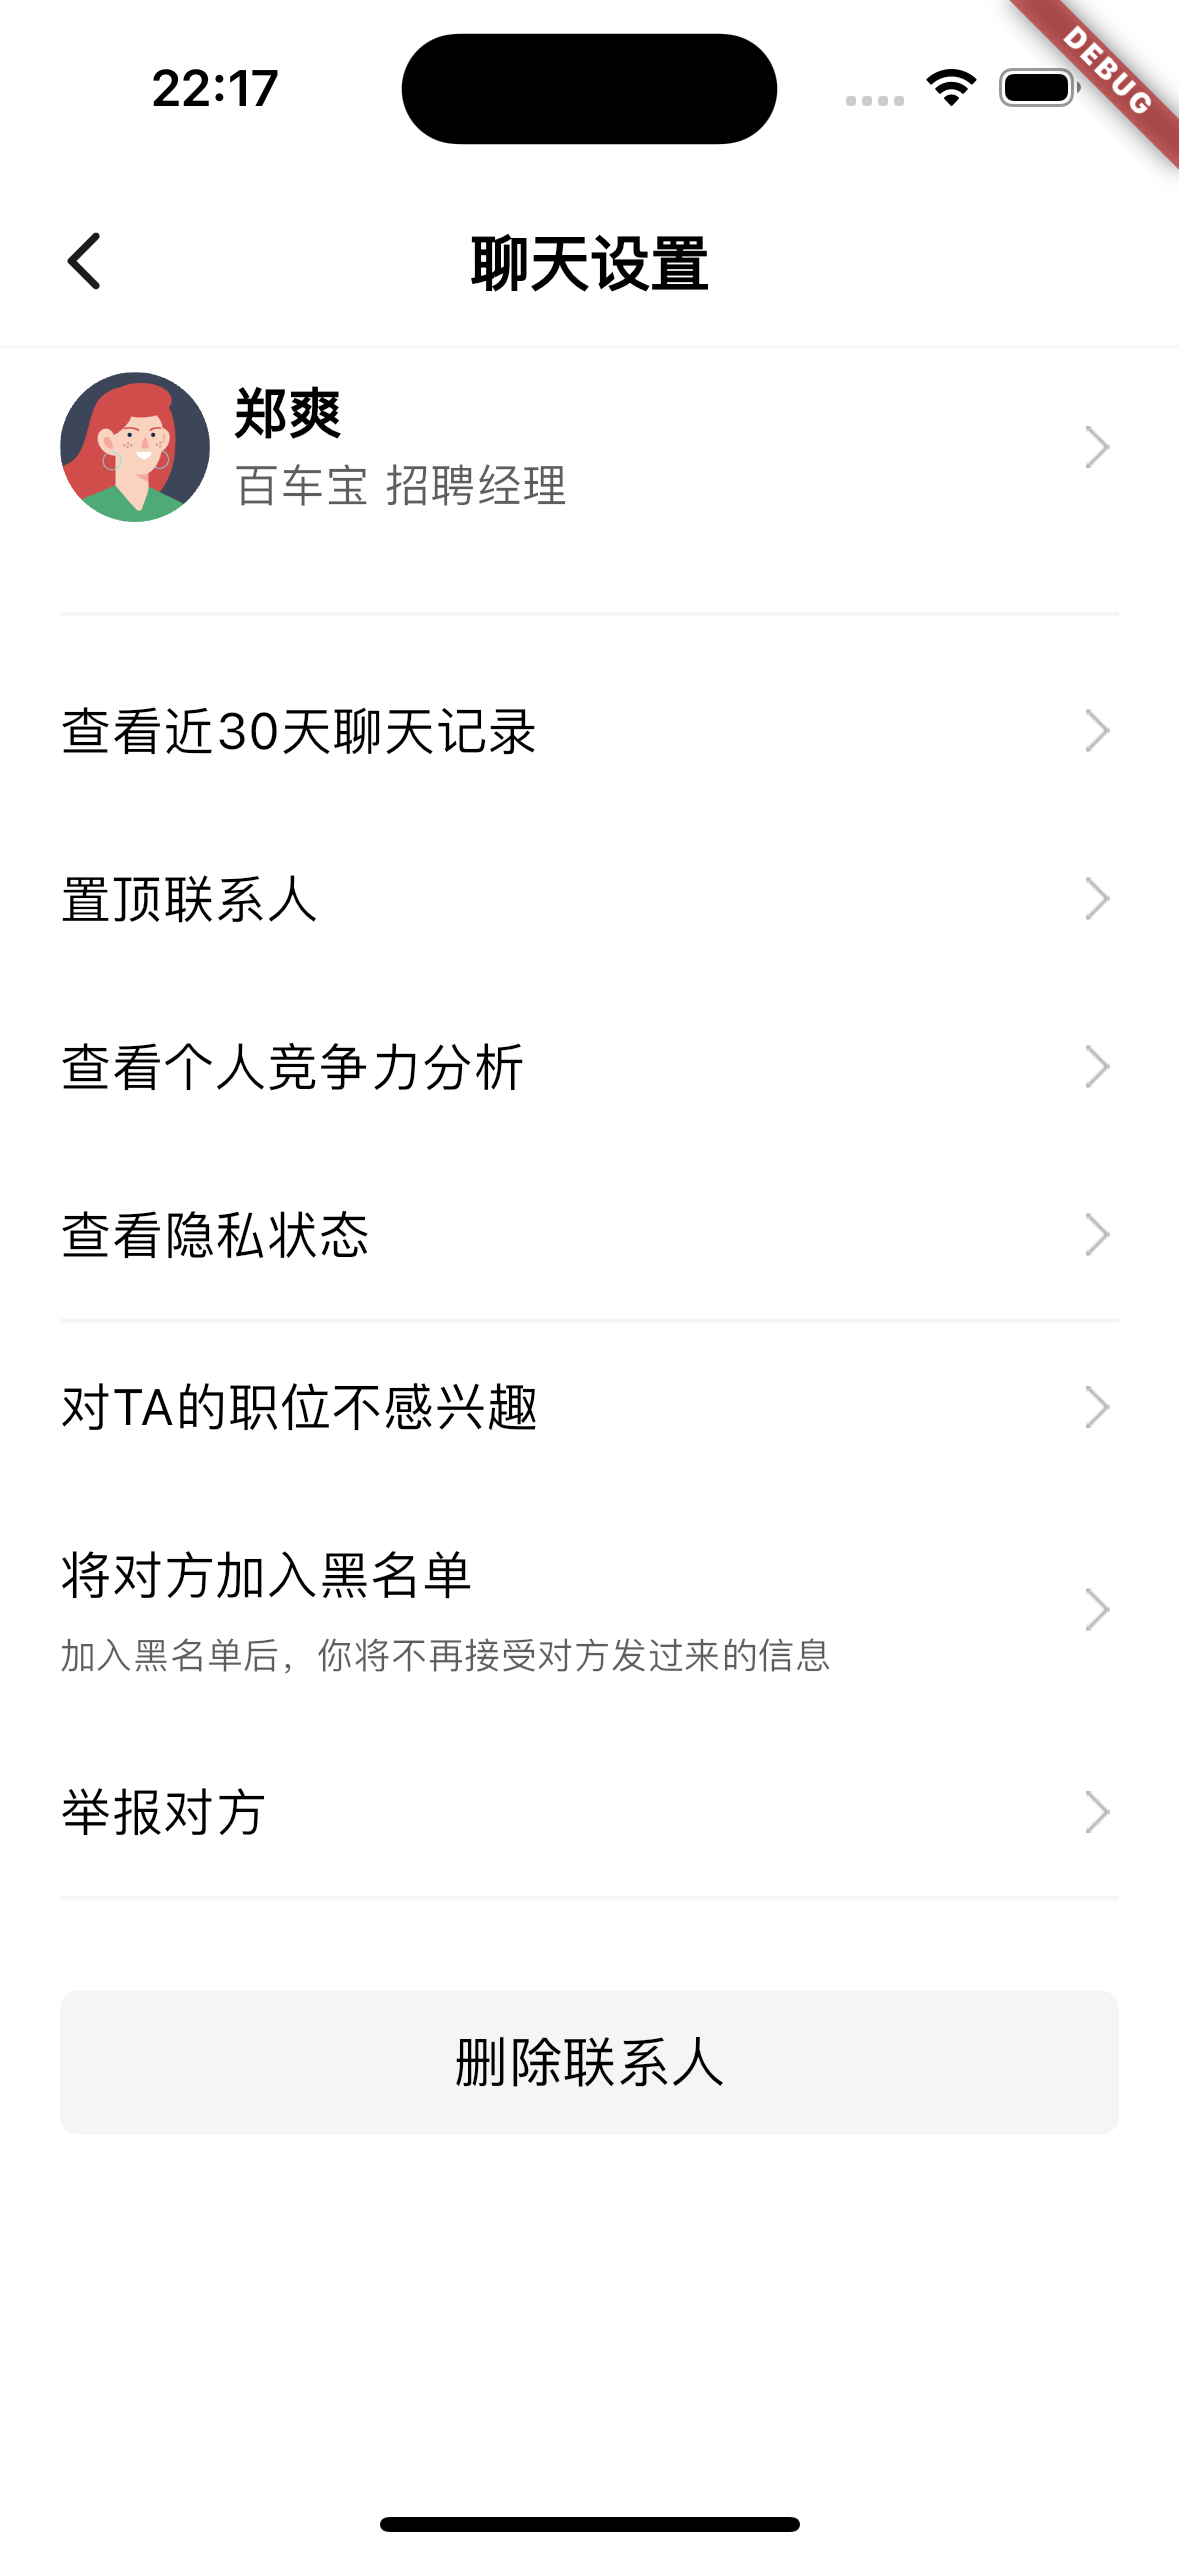 22:17
DEBUG
聊天设置
郑爽
百车宝 招聘经理
查看近30天聊天记录
置顶联系人
查看个人竞争力分析
查看隐私状态
对TA的职位不感兴趣
将对方加入黑名单
加入黑名单后，你将不再接受对方发过来的信息
举报对方
删除联系人